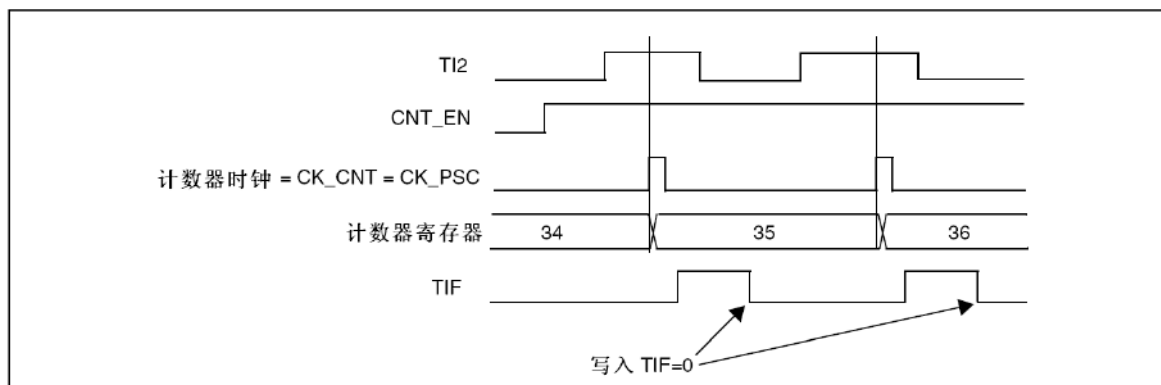 TI2
CNT_EN
计数器时钟 = CK_CNT = CK_PSC
计数器寄存器 34 35 36
TIF
写入 TIF=0